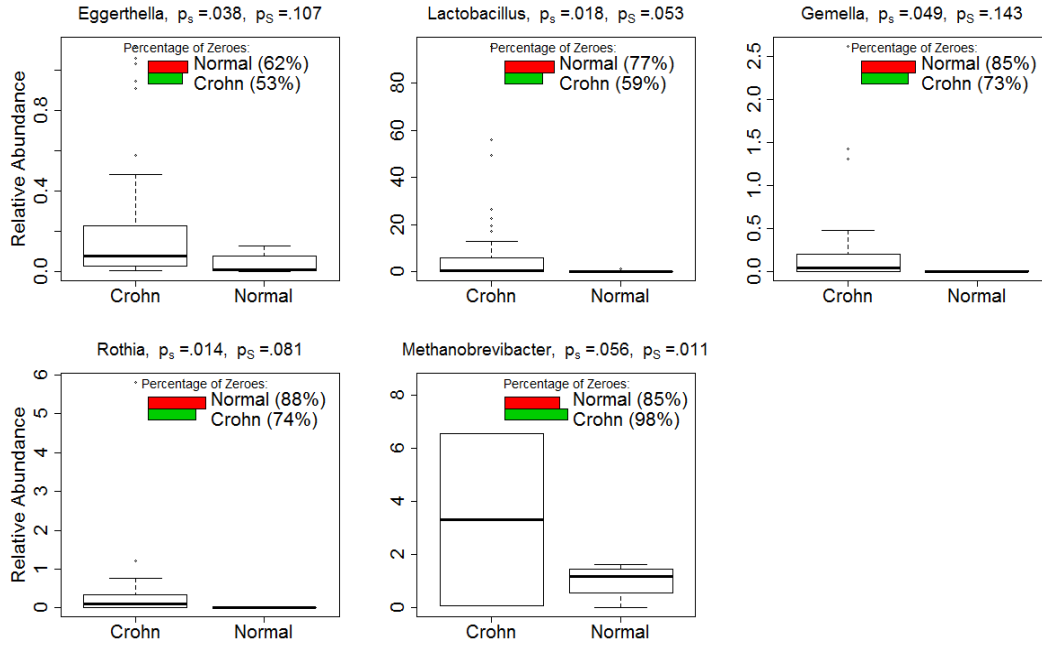 Eggerthella, pₛ =.038, p_S =.107
Percentage of Zeroes:
Normal (62%)
Crohn (53%)
Relative Abundance
0.0
0.4
0.8
Crohn
Normal
Lactobacillus, pₛ =.018, p_S =.053
Percentage of Zeroes:
Normal (77%)
Crohn (59%)
0
20
40
60
80
Crohn
Normal
Gemella, pₛ =.049, p_S =.143
Percentage of Zeroes:
Normal (85%)
Crohn (73%)
0.0
0.5
1.0
1.5
2.0
2.5
Crohn
Normal
Rothia, pₛ =.014, p_S =.081
Percentage of Zeroes:
Normal (88%)
Crohn (74%)
Relative Abundance
0
1
2
3
4
5
6
Crohn
Normal
Methanobrevibacter, pₛ =.056, p_S =.011
Percentage of Zeroes:
Normal (85%)
Crohn (98%)
0
2
4
6
8
Crohn
Normal